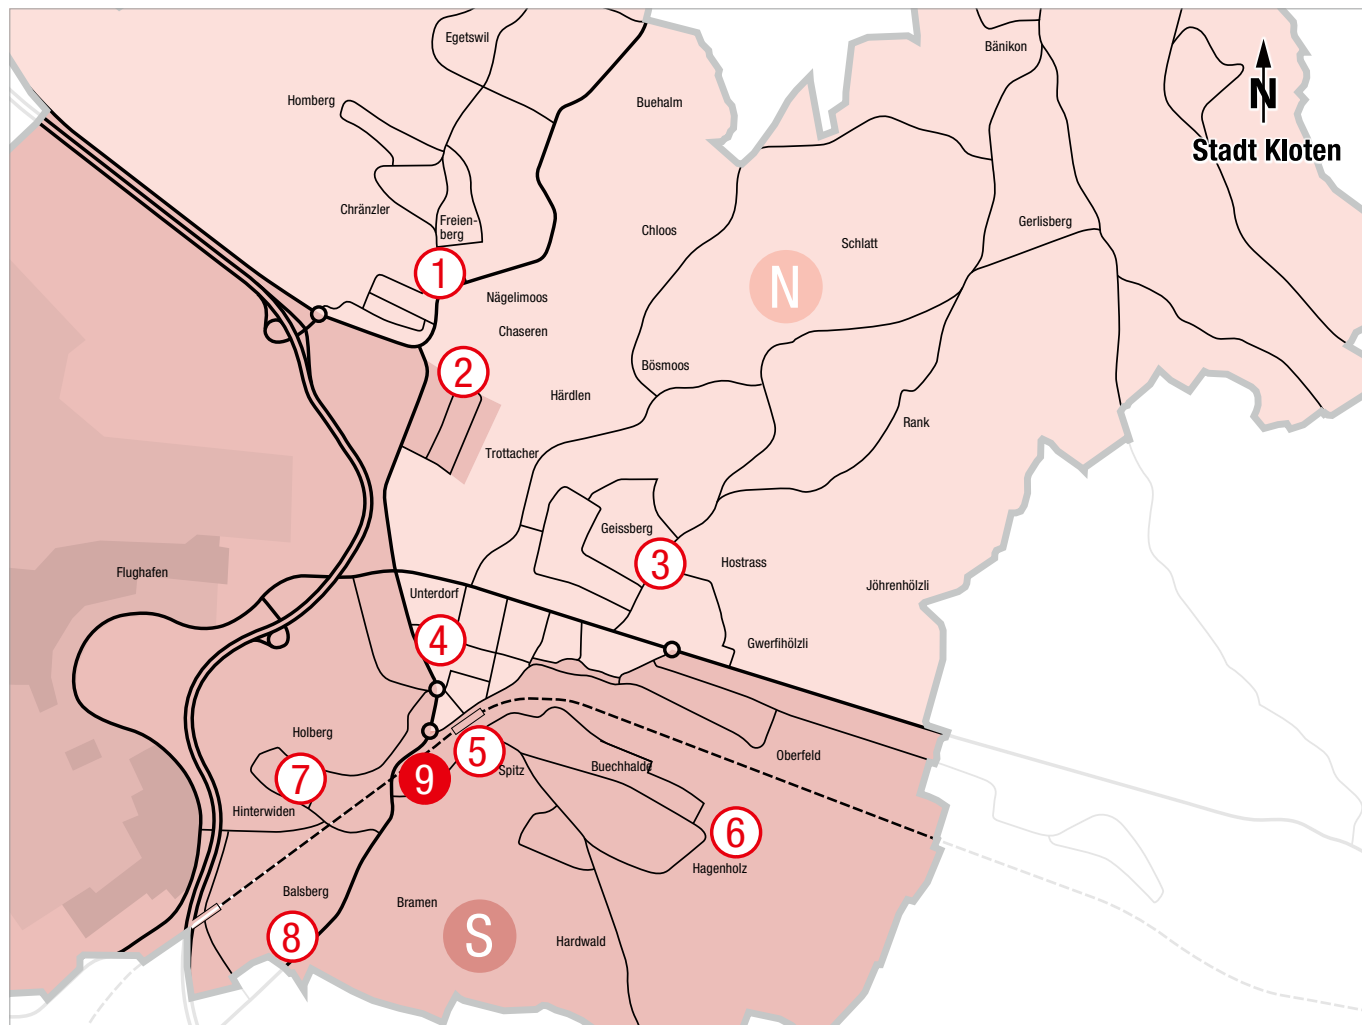 Egetswil
Bänikon
Homberg
Buehalm
N
Stadt Kloten
Chränzler
Freien-
berg
Chloos
Schlatt
Gerlisberg
1
N
Nägelimoos
Chaseren
2
Bösmoos
Härdlen
Rank
Trottacher
Geissberg
3
Hostrass
Flughafen
Unterdorf
Jöhrenhölzli
4
Gwerfihölzli
Holberg
5
Oberfeld
7
9
Spitz
Buechhalde
Hinterwiden
6
Hagenholz
Balsberg
Bramen
8
S
Hardwald